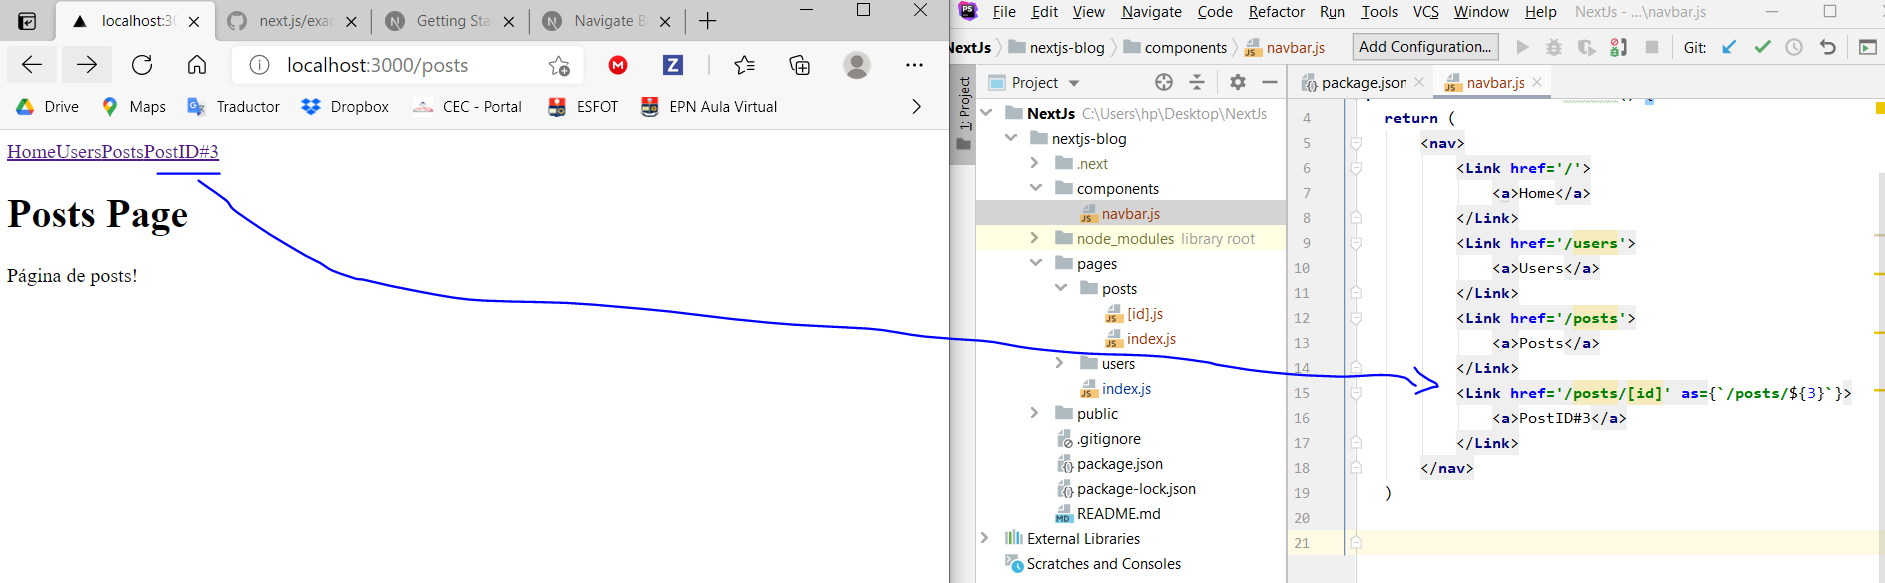 localhost:30
next.js/exar
Getting Sta
Navigate B
localhost:3000/posts
Drive
Maps
Traductor
Dropbox
CEC - Portal
ESFOT
EPN Aula Virtual
HomeUsersPostsPostID#3
Posts Page
Página de posts!
File Edit View Navigate Code Refactor Run Tools VCS Window Help NextJs - ...\navbar.js
NextJs nextjs-blog components navbar.js Add Configuration... Git:
1: Project
Project
NextJs C:\Users\hp\Desktop\NextJs
nextjs-blog
.next
components
navbar.js
node_modules library root
pages
posts
[id].js
index.js
users
index.js
public
.gitignore
package.json
package-lock.json
README.md
External Libraries
Scratches and Consoles
package.json navbar.js
4 return (
5 <nav>
6 <Link href='/'>
7 <a>Home</a>
8 </Link>
9 <Link href='/users'>
10 <a>Users</a>
11 </Link>
12 <Link href='/posts'>
13 <a>Posts</a>
14 </Link>
15 <Link href='/posts/[id]' as={`/posts/${3}`}>
16 <a>PostID#3</a>
17 </Link>
18 </nav>
19 )
20
21